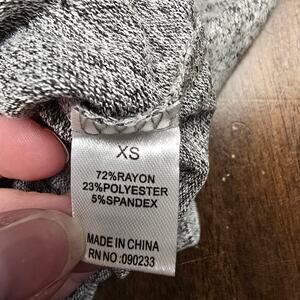 XS
72%RAYON
23%POLYESTER
5%SPANDEX
MADE IN CHINA
RN NO :090233